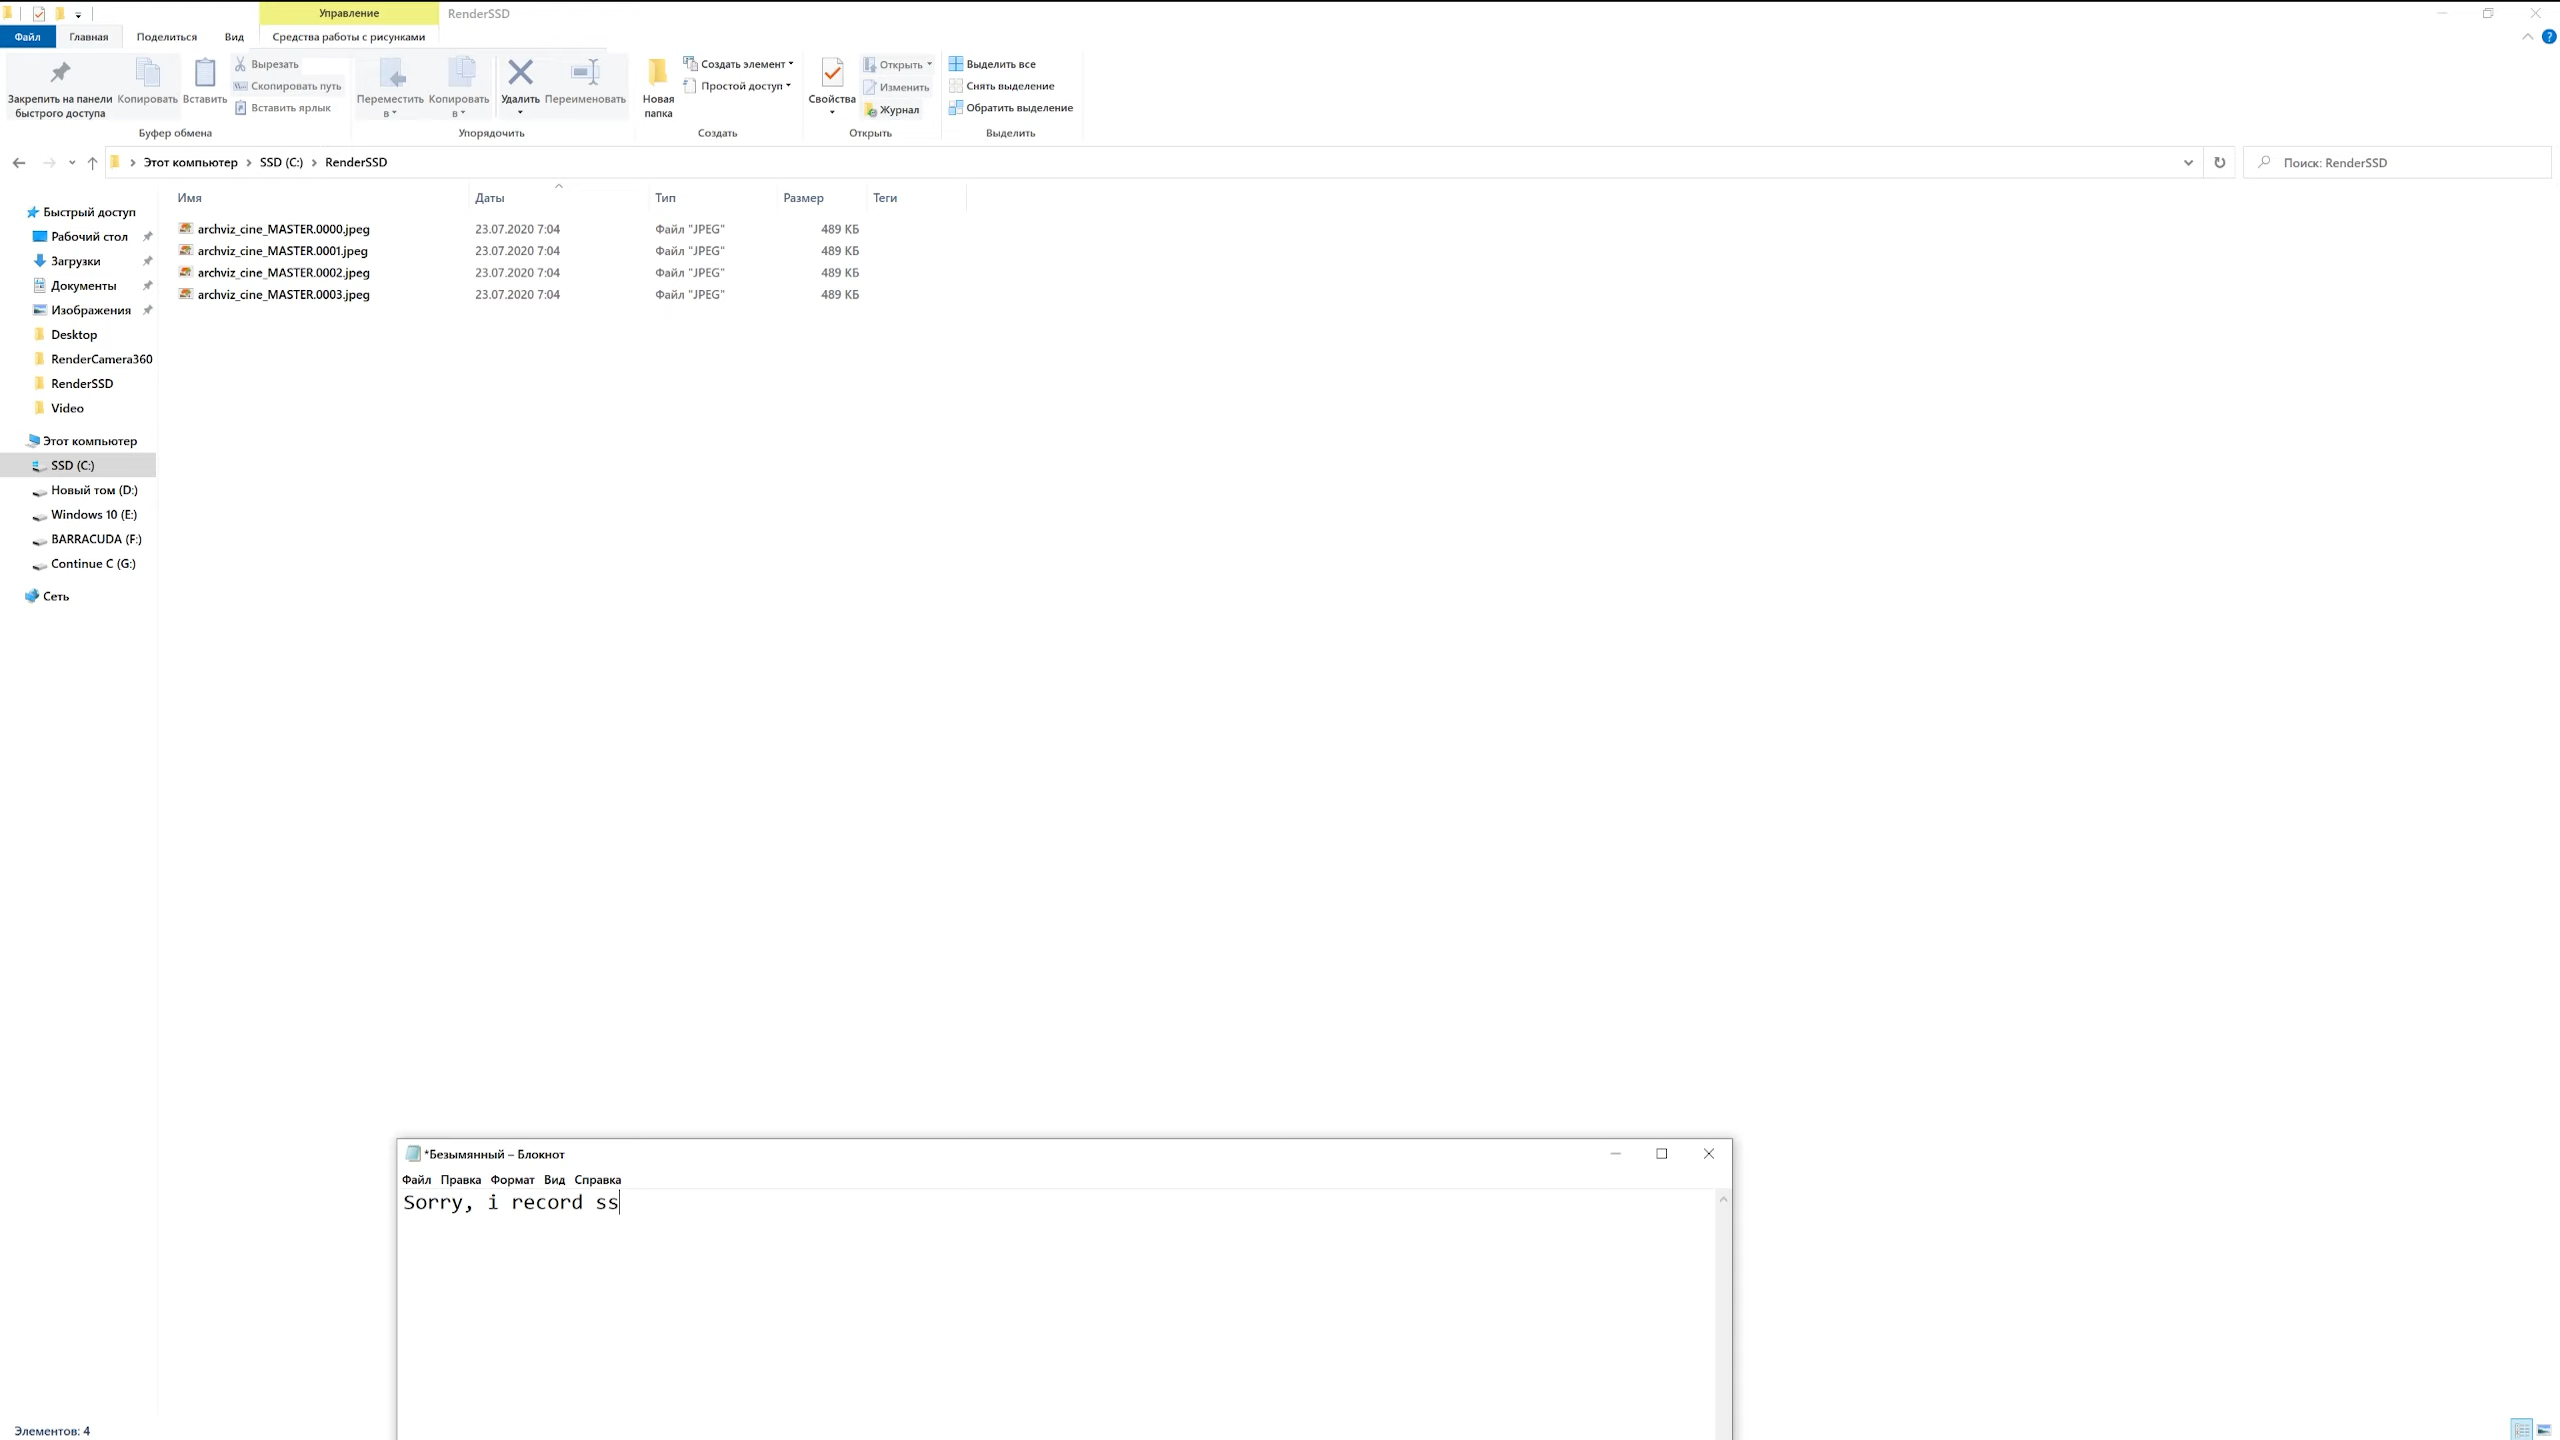 Управление RenderSSD
Файл Главная Поделиться Вид Средства работы с рисунками
Закрепить на панели быстрого доступа
Копировать
Вставить
Вырезать
Скопировать путь
Вставить ярлык
Буфер обмена
Переместить в
Копировать в
Удалить
Переименовать
Упорядочить
Новая папка
Создать элемент
Простой доступ
Создать
Свойства
Открыть
Изменить
Журнал
Открыть
Выделить все
Снять выделение
Обратить выделение
Выделить
Этот компьютер SSD (C:) RenderSSD
Поиск: RenderSSD
Быстрый доступ
Рабочий стол
Загрузки
Документы
Изображения
Desktop
RenderCamera360
RenderSSD
Video
Этот компьютер
SSD (C:)
Новый том (D:)
Windows 10 (E:)
BARRACUDA (F:)
Continue C (G:)
Сеть
Имя Даты Тип Размер Теги
archviz_cine_MASTER.0000.jpeg 23.07.2020 7:04 Файл "JPEG" 489 КБ
archviz_cine_MASTER.0001.jpeg 23.07.2020 7:04 Файл "JPEG" 489 КБ
archviz_cine_MASTER.0002.jpeg 23.07.2020 7:04 Файл "JPEG" 489 КБ
archviz_cine_MASTER.0003.jpeg 23.07.2020 7:04 Файл "JPEG" 489 КБ
*Безымянный – Блокнот
Файл Правка Формат Вид Справка
Sorry, i record ss
Элементов: 4